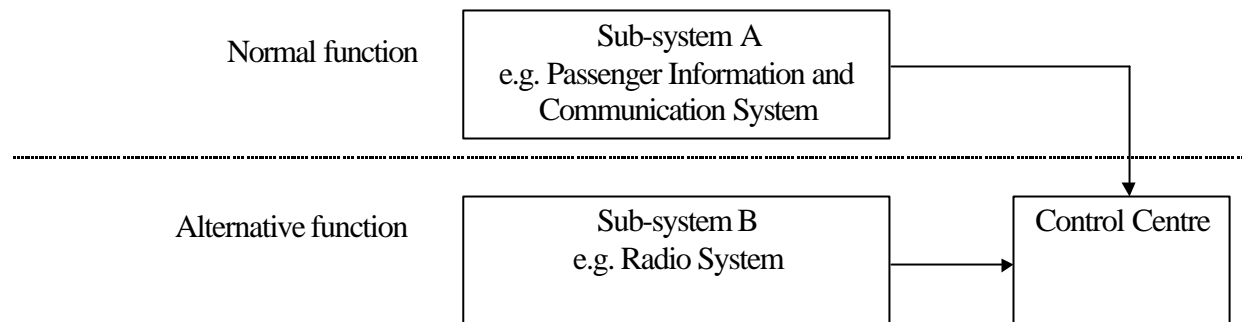 Normal function
Sub-system A
e.g. Passenger Information and
Communication System
Alternative function
Sub-system B
e.g. Radio System
Control Centre